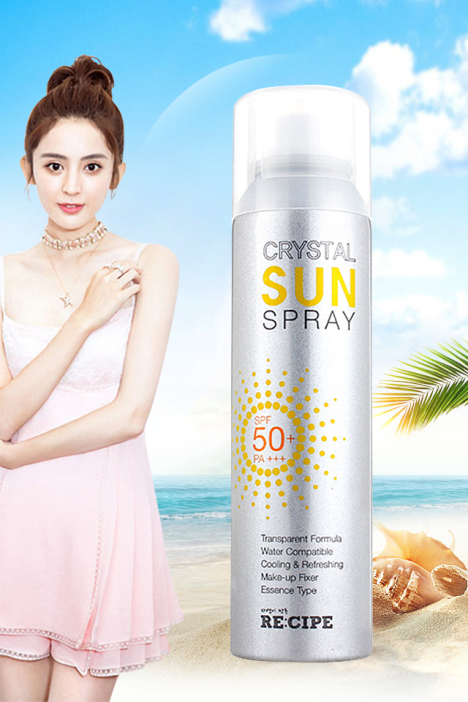 CRYSTAL
SUN
SPRAY
SPF
50+
PA +++
Transparent Formula
Water Compatible
Cooling & Refreshing
Make-up Fixer
Essence Type
RE:CIPE